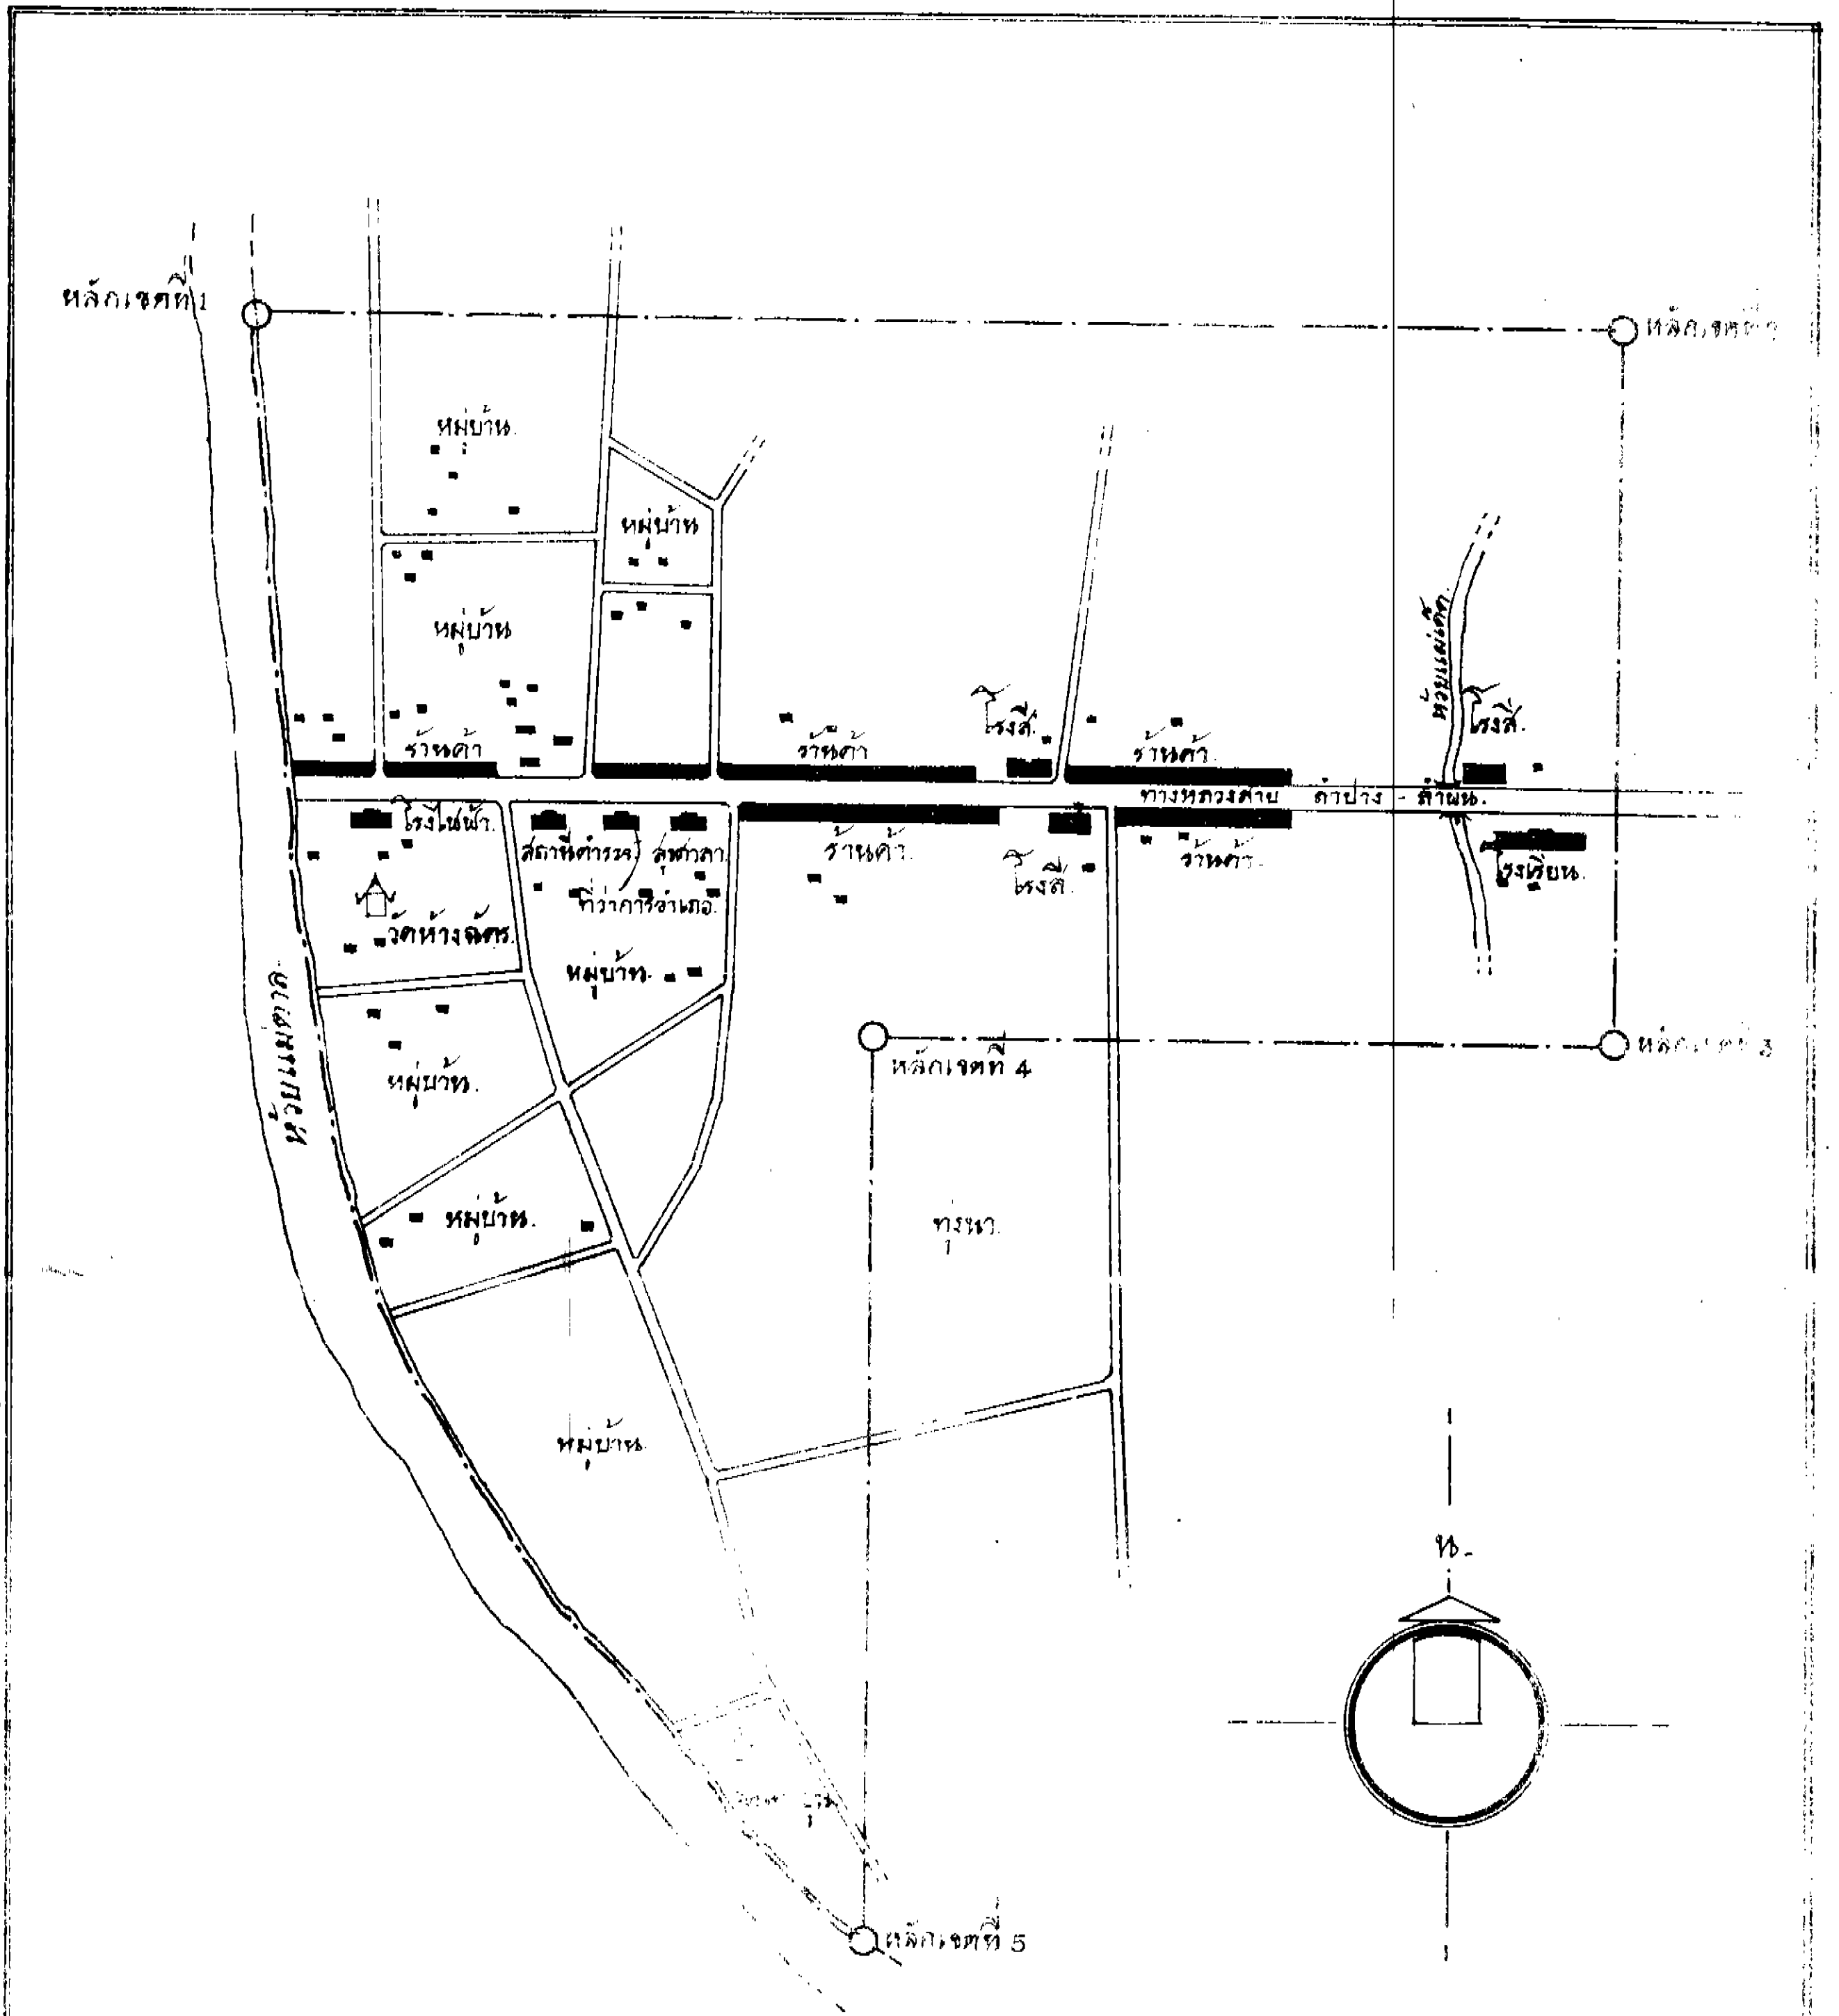 หลักเขตที่ 1
หลักเขตที่ 2
หมู่บ้าน.
หมู่บ้าน
หมู่บ้าน
ห้วยแม่ตาล.
โรงสี.
โรงสี.
ร้านค้า
ร้านค้า
ร้านค้า.
ทางหลวงสาย ลำปาง - ลำพูน.
โรงไฟฟ้า.
สถานีตำรวจ
สุขศาลา
ร้านค้า.
ร้านค้า.
โรงสี.
โรงเรียน.
ที่ว่าการอำเภอ.
วัดห้างฉัตร.
หมู่บ้าน.
หลักเขตที่ 4
หลักเขตที่ 3
หมู่บ้าน.
หมู่บ้าน.
ทุ่งนา.
หมู่บ้าน.
น.
หลักเขตที่ 5